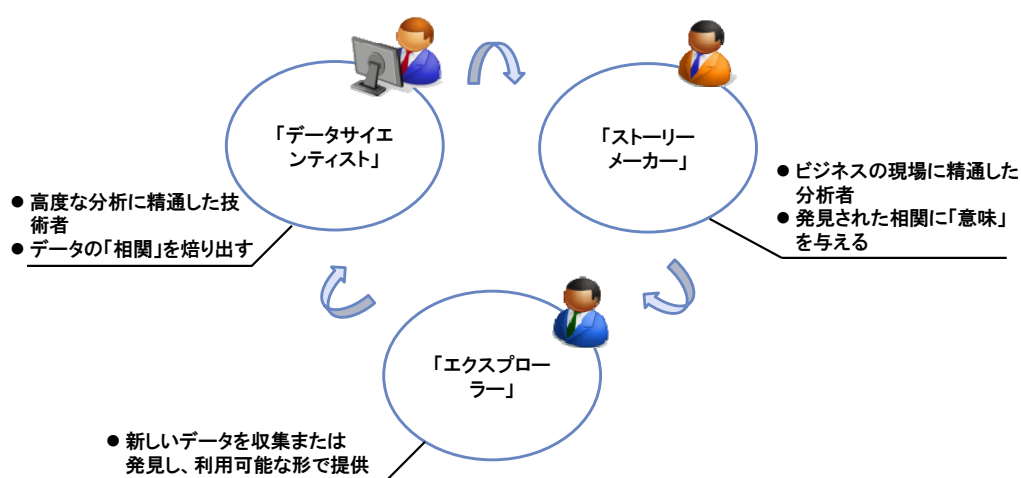 「データサイエ
ンティスト」
「ストーリー
メーカー」
● 高度な分析に精通した技
術者
● データの「相関」を焙り出す
● ビジネスの現場に精通した
分析者
● 発見された相関に「意味」
を与える
「エクスプロー
ラー」
● 新しいデータを収集または
発見し、利用可能な形で提供